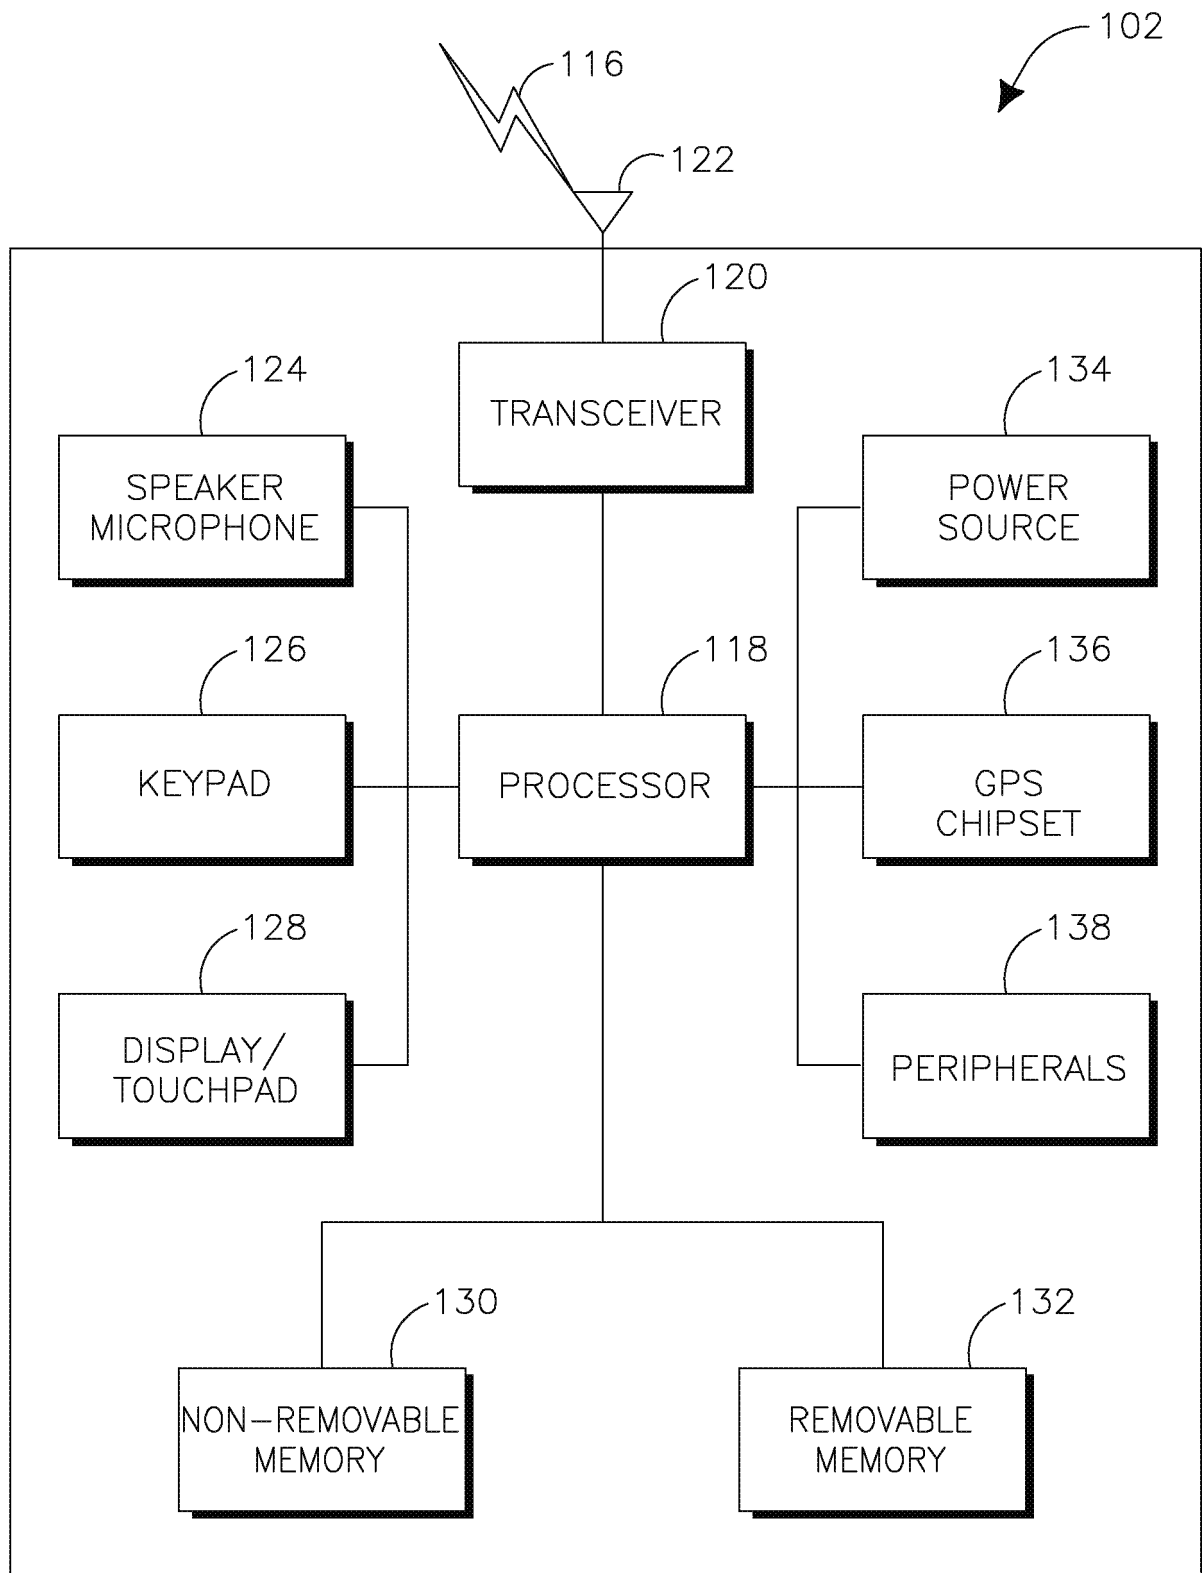 102
116
122
120
TRANSCEIVER
124
SPEAKER
MICROPHONE
134
POWER
SOURCE
126
KEYPAD
118
PROCESSOR
136
GPS
CHIPSET
128
DISPLAY/
TOUCHPAD
138
PERIPHERALS
130
NON-REMOVABLE
MEMORY
132
REMOVABLE
MEMORY